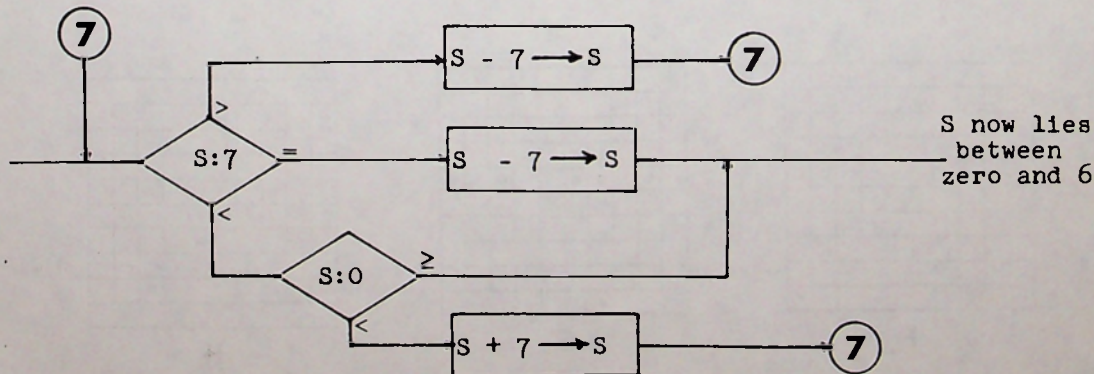 7
S - 7 → S
7
>
S:7
=
S - 7 → S
S now lies
between
zero and 6
<
S:0
≥
<
S + 7 → S
7